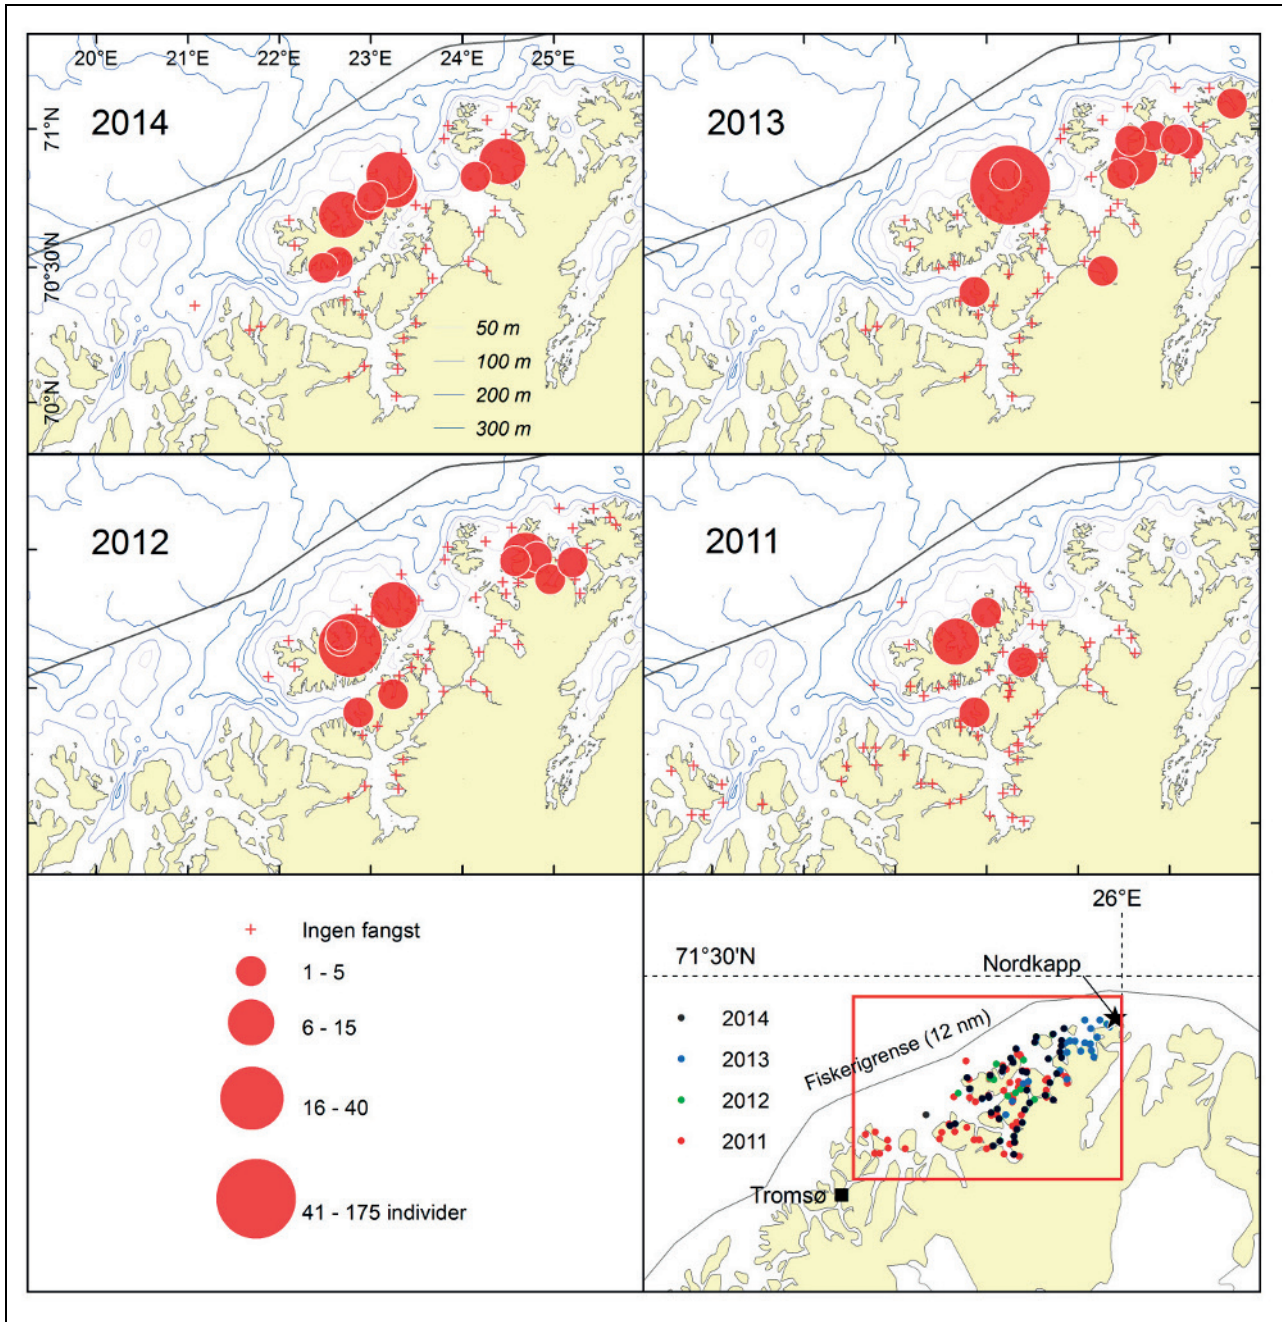 20°E 21°E 22°E 23°E 24°E 25°E
71°N
70°30'N
70°N
2014
50 m
100 m
200 m
300 m
2013
2012
2011
Ingen fangst
1 - 5
6 - 15
16 - 40
41 - 175 individer
26°E
71°30'N
Nordkapp
2014
2013
2012
2011
Fiskerigrense (12 nm)
Tromsø